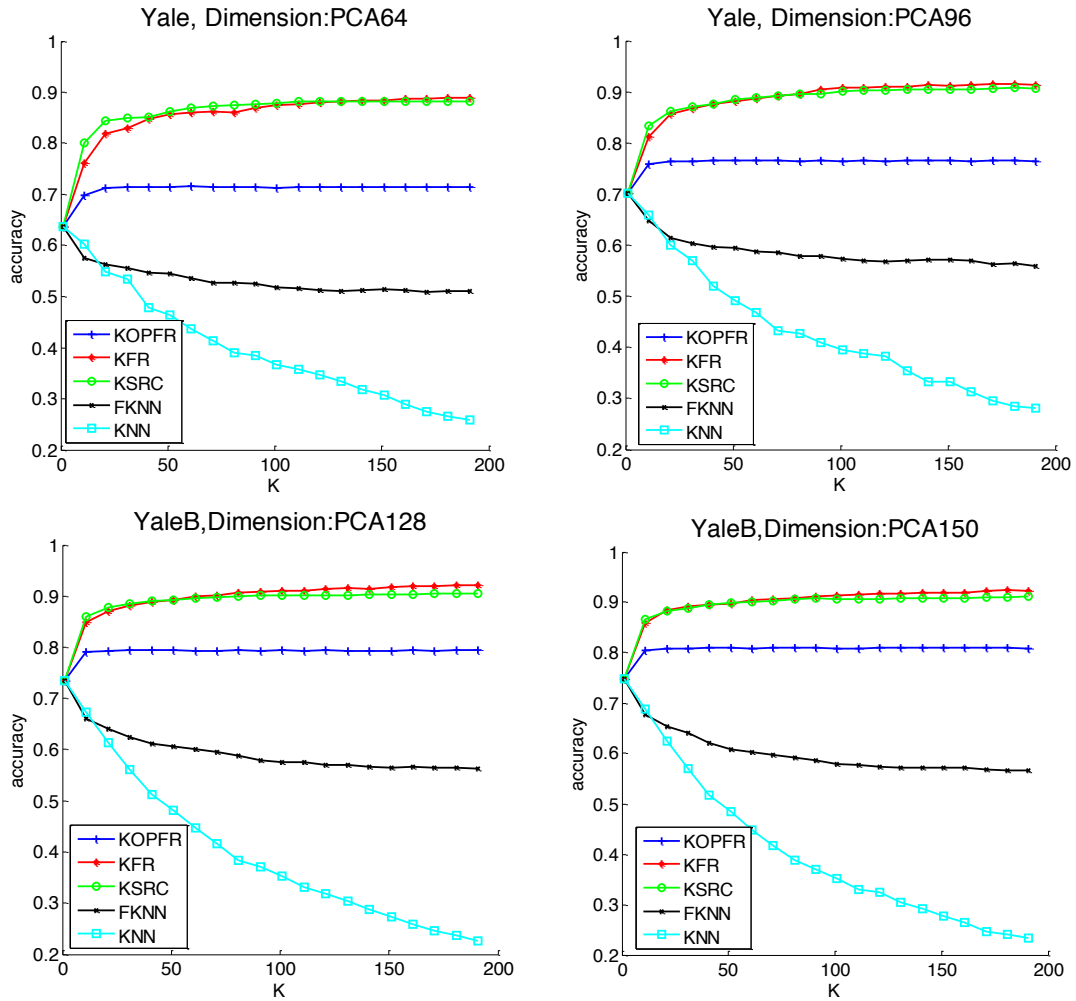 Yale, Dimension:PCA64
1
0.9
0.8
0.7
0.6
0.5
0.4
0.3
0.2
accuracy
KOPFR
KFR
KSRC
FKNN
KNN
0 50 100 150 200
K
Yale, Dimension:PCA96
1
0.9
0.8
0.7
0.6
0.5
0.4
0.3
0.2
accuracy
KOPFR
KFR
KSRC
FKNN
KNN
0 50 100 150 200
K
YaleB,Dimension:PCA128
1
0.9
0.8
0.7
0.6
0.5
0.4
0.3
0.2
accuracy
KOPFR
KFR
KSRC
FKNN
KNN
0 50 100 150 200
K
YaleB,Dimension:PCA150
1
0.9
0.8
0.7
0.6
0.5
0.4
0.3
0.2
accuracy
KOPFR
KFR
KSRC
FKNN
KNN
0 50 100 150 200
K